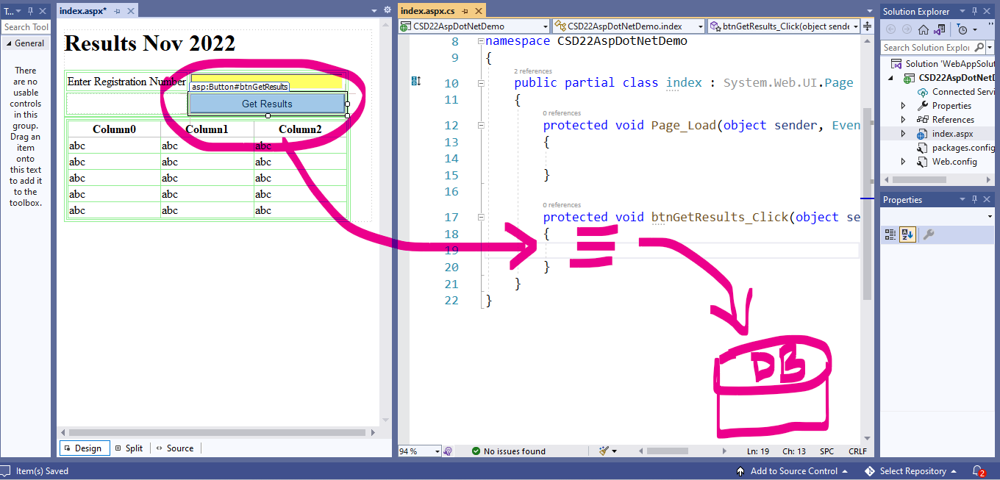 T...
index.aspx*
index.aspx.cs
Solution Explorer
Search Tool
General
There
are no
usable
controls
in this
group.
Drag an
item
onto
this text
to add it
to the
toolbox.
Results Nov 2022
Enter Registration Number
asp:Button#btnGetResults
Get Results
Column0 Column1 Column2
abc abc abc
abc abc abc
abc abc abc
abc abc abc
abc abc abc
Design Split Source
CSD22AspDotNetDemo CSD22AspDotNetDemo.index btnGetResults_Click(object sende
8 namespace CSD22AspDotNetDemo
9 {
2 references
10 public partial class index : System.Web.UI.Page
11 {
0 references
12 protected void Page_Load(object sender, Even
13 {
14
15 }
16
0 references
17 protected void btnGetResults_Click(object se
18 {
19
20 }
21 }
22 }
DB
94 % No issues found Ln: 19 Ch: 13 SPC CRLF
Search Solution Explor
Solution 'WebAppSolut
CSD22AspDotNetD
Connected Servi
Properties
References
index.aspx
packages.config
Web.config
Properties
Item(s) Saved Add to Source Control Select Repository 2